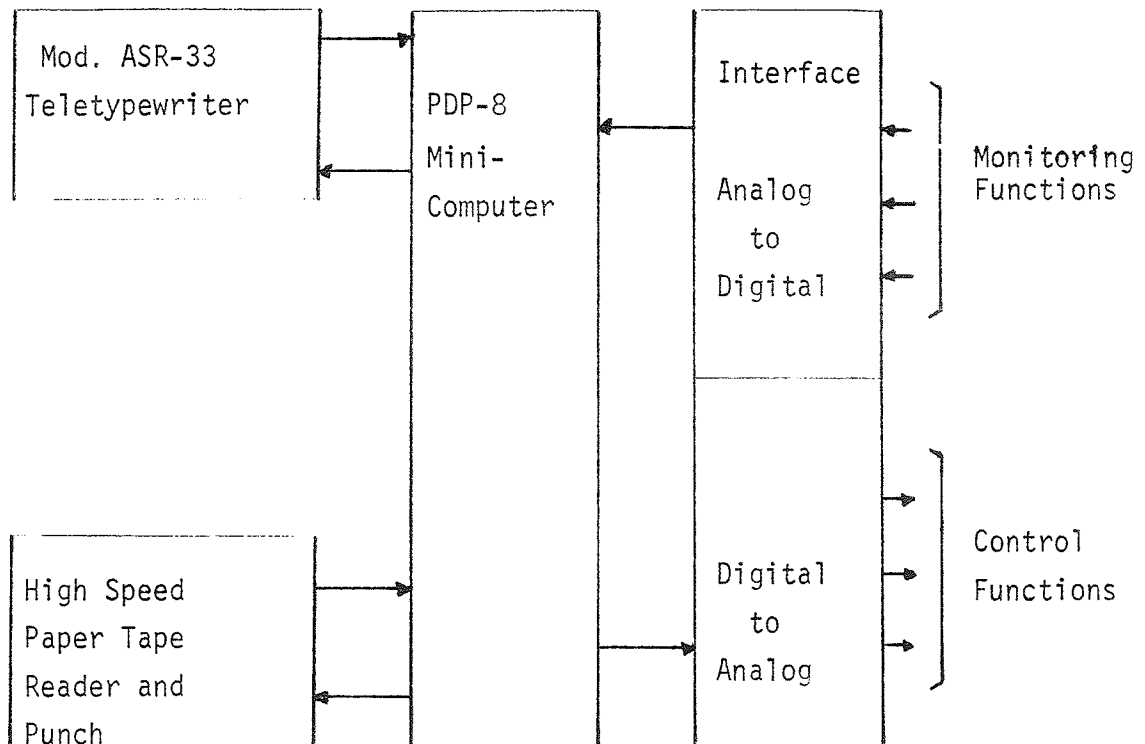 Mod. ASR-33
Teletypewriter
PDP-8
Mini-
Computer
Interface
Analog
to
Digital
Monitoring
Functions
High Speed
Paper Tape
Reader and
Punch
Digital
to
Analog
Control
Functions